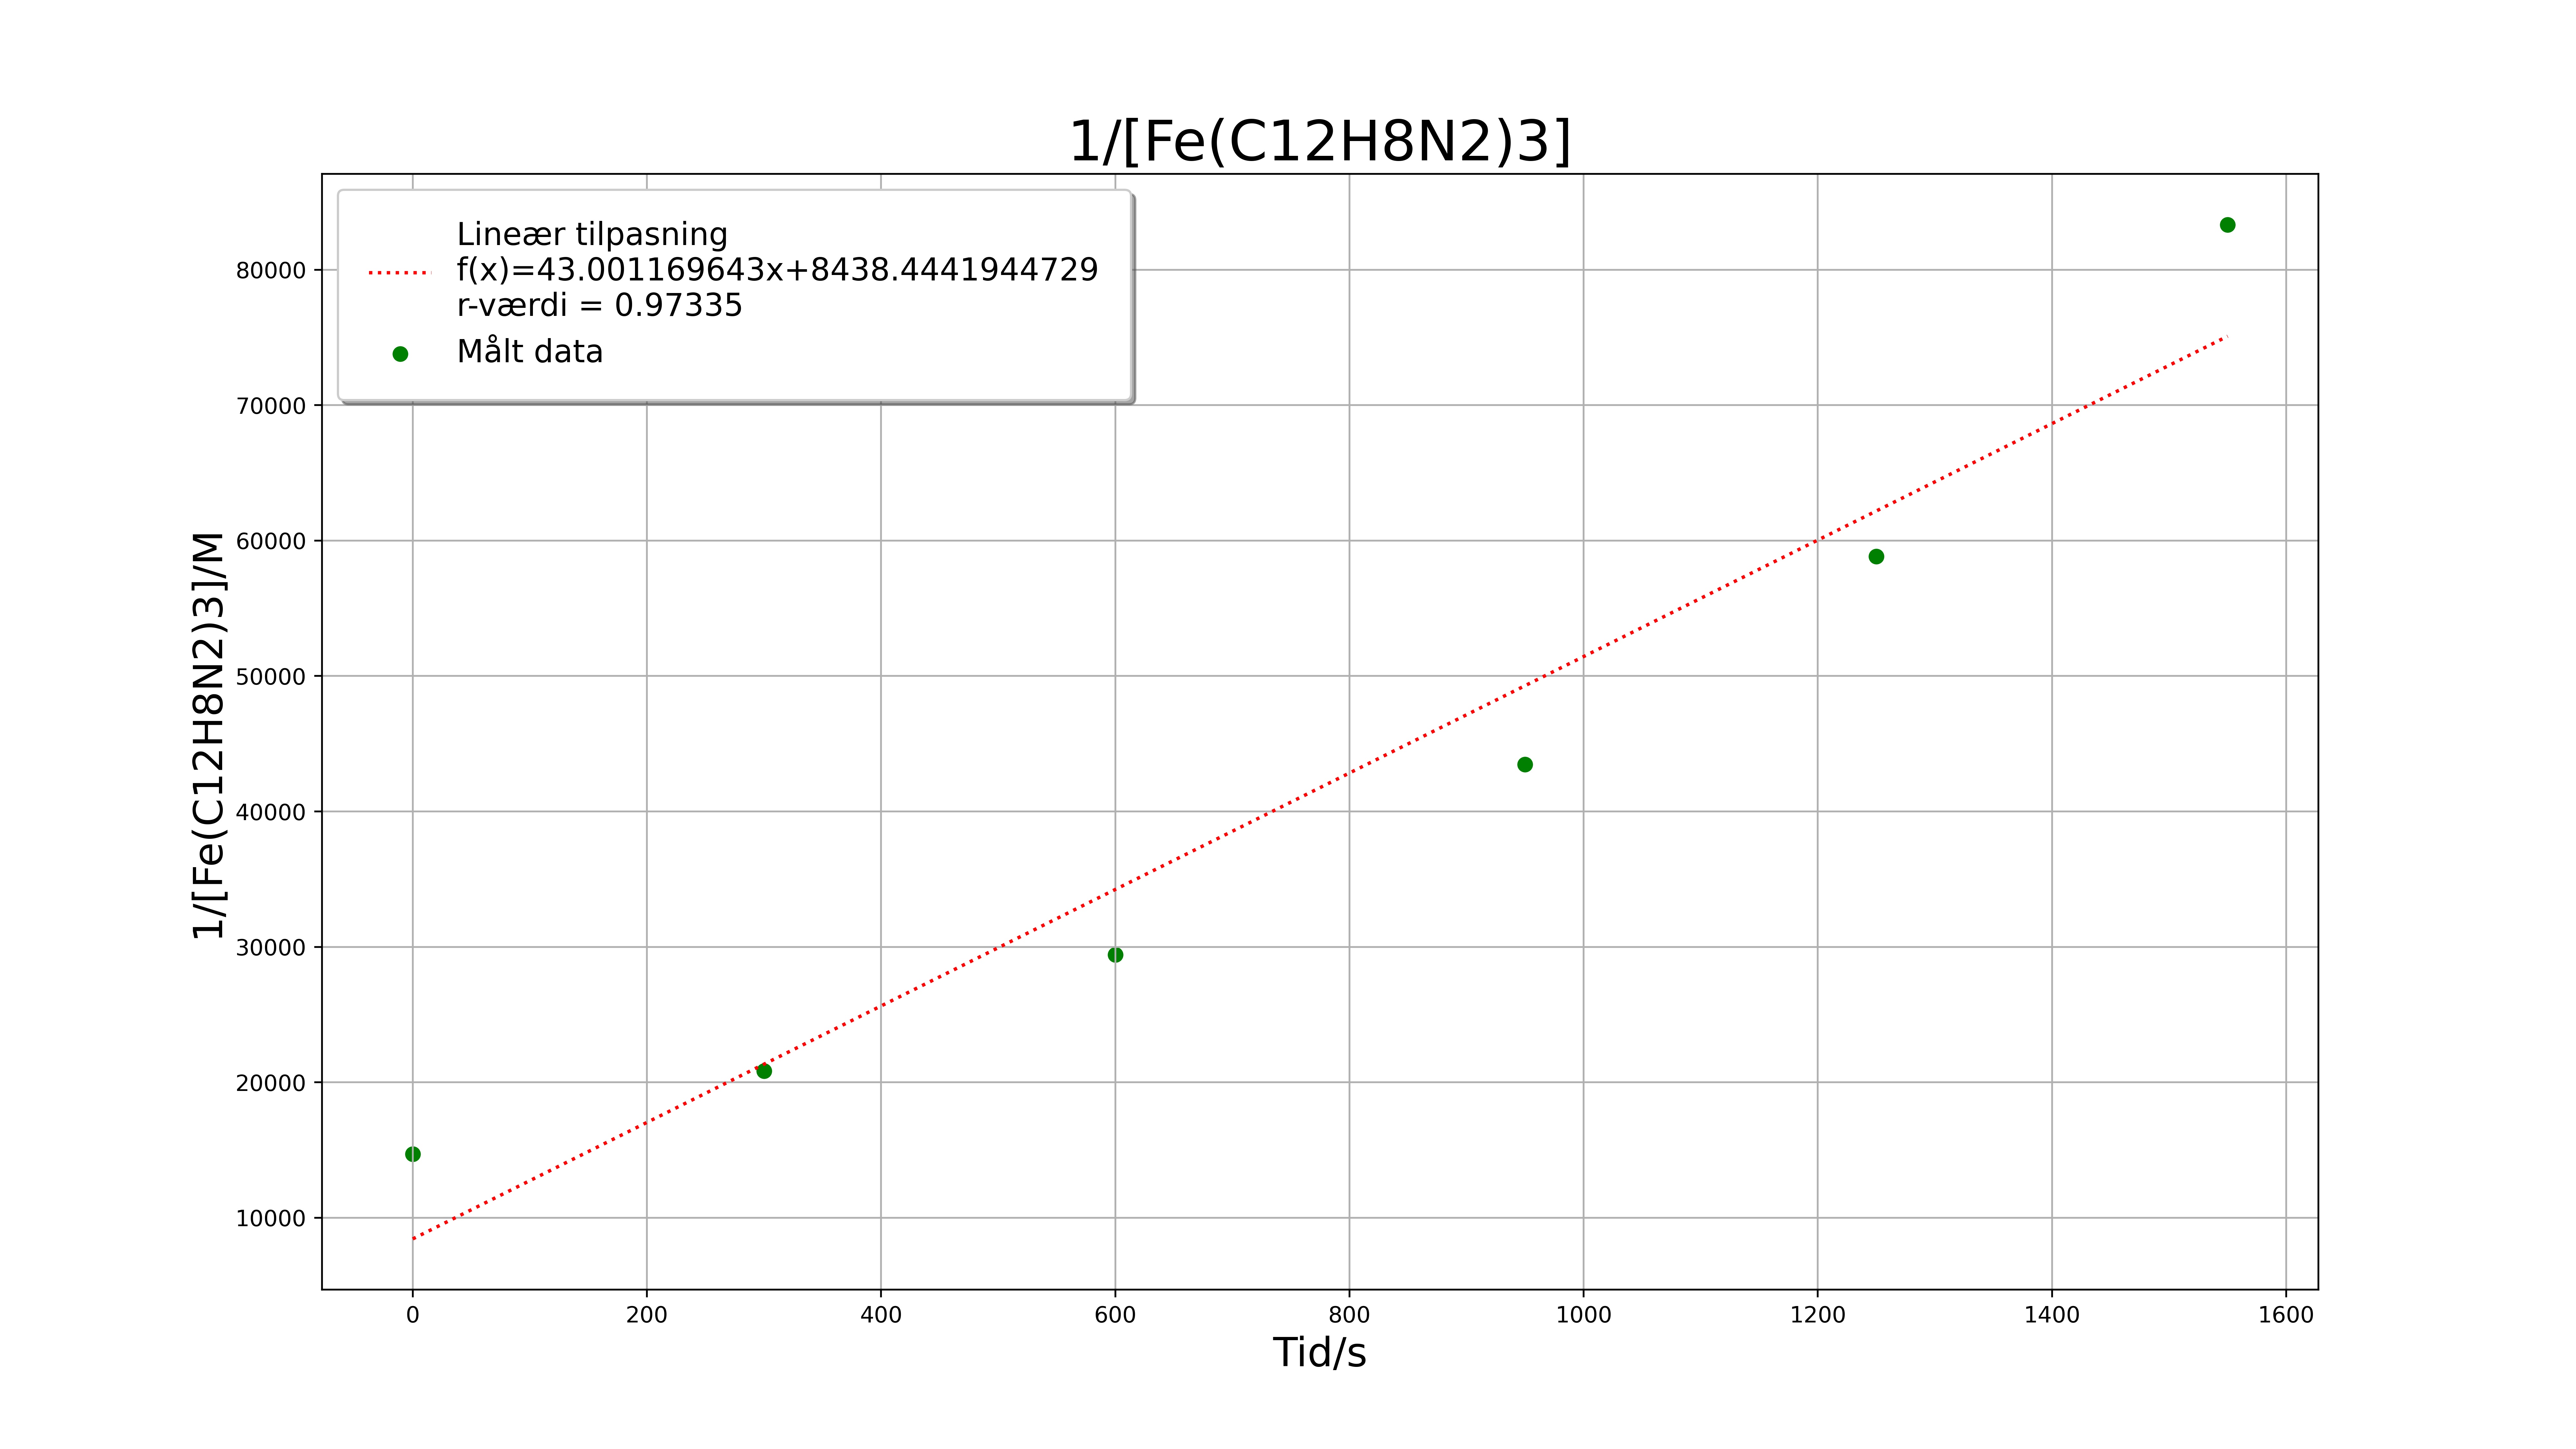 1/[Fe(C12H8N2)3]
Lineær tilpasning
f(x)=43.001169643x+8438.4441944729
r-værdi = 0.97335
Målt data
1/[Fe(C12H8N2)3]/M
80000
70000
60000
50000
40000
30000
20000
10000
0 200 400 600 800 1000 1200 1400 1600
Tid/s